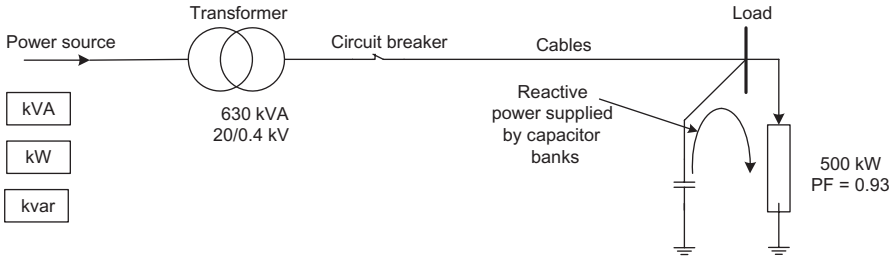 Transformer
Load
Power source
Circuit breaker
Cables
kVA
kW
kvar
630 kVA
20/0.4 kV
Reactive
power supplied
by capacitor
banks
500 kW
PF = 0.93